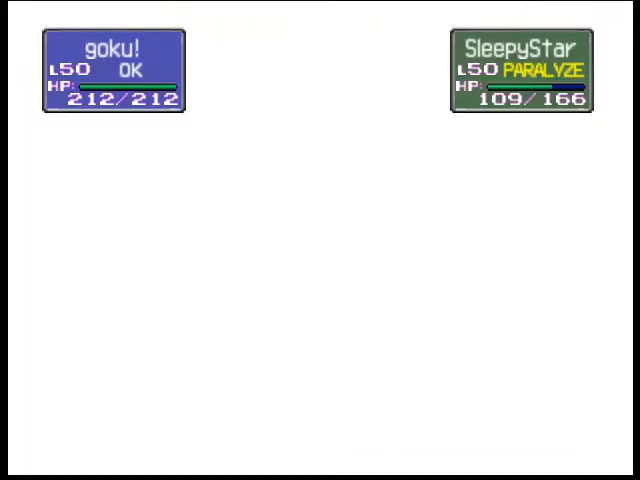 goku!
L50 OK
HP:
212/212
SleepyStar
L50 PARALYZE
HP:
109/166